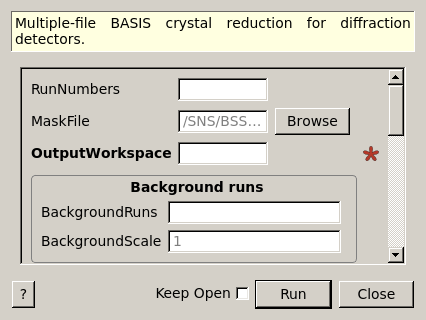 Multiple-file BASIS crystal reduction for diffraction
detectors.
RunNumbers
MaskFile /SNS/BSS... Browse
OutputWorkspace *
Background runs
BackgroundRuns
BackgroundScale 1
? Keep Open Run Close